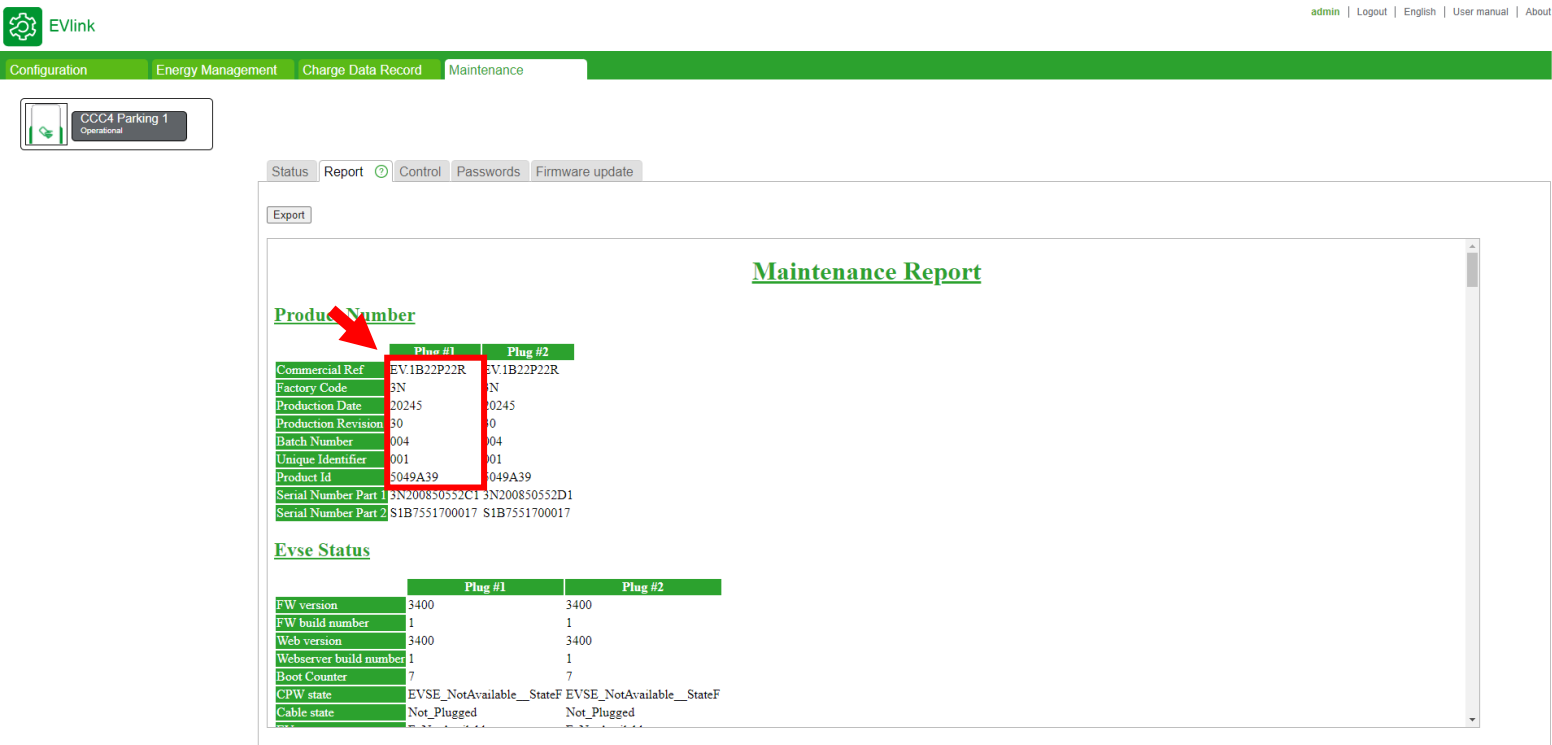 EVlink
admin | Logout | English | User manual | About
Configuration Energy Management Charge Data Record Maintenance
CCC4 Parking 1
Operational
Status Report ? Control Passwords Firmware update
Export
Maintenance Report
Product Number
Plug #1 Plug #2
Commercial Ref EV.1B22P22R EV.1B22P22R
Factory Code 3N 3N
Production Date 20245 20245
Production Revision 30 30
Batch Number 004 004
Unique Identifier 001 001
Product Id 5049A39 5049A39
Serial Number Part 1 3N200850552C1 3N200850552D1
Serial Number Part 2 S1B7551700017 S1B7551700017
Evse Status
Plug #1 Plug #2
FW version 3400 3400
FW build number 1 1
Web version 3400 3400
Webserver build number 1 1
Boot Counter 7 7
CPW state EVSE_NotAvailable__StateF EVSE_NotAvailable__StateF
Cable state Not_Plugged Not_Plugged